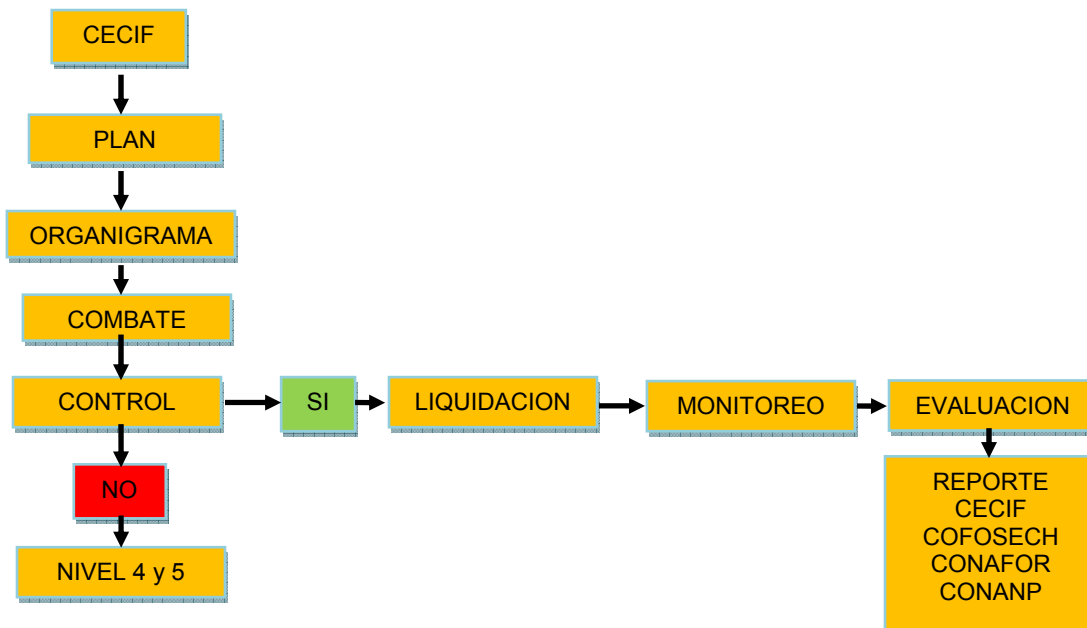 CECIF
PLAN
ORGANIGRAMA
COMBATE
CONTROL
SI
LIQUIDACION
MONITOREO
EVALUACION
NO
NIVEL 4 y 5
REPORTE
CECIF
COFOSECH
CONAFOR
CONANP